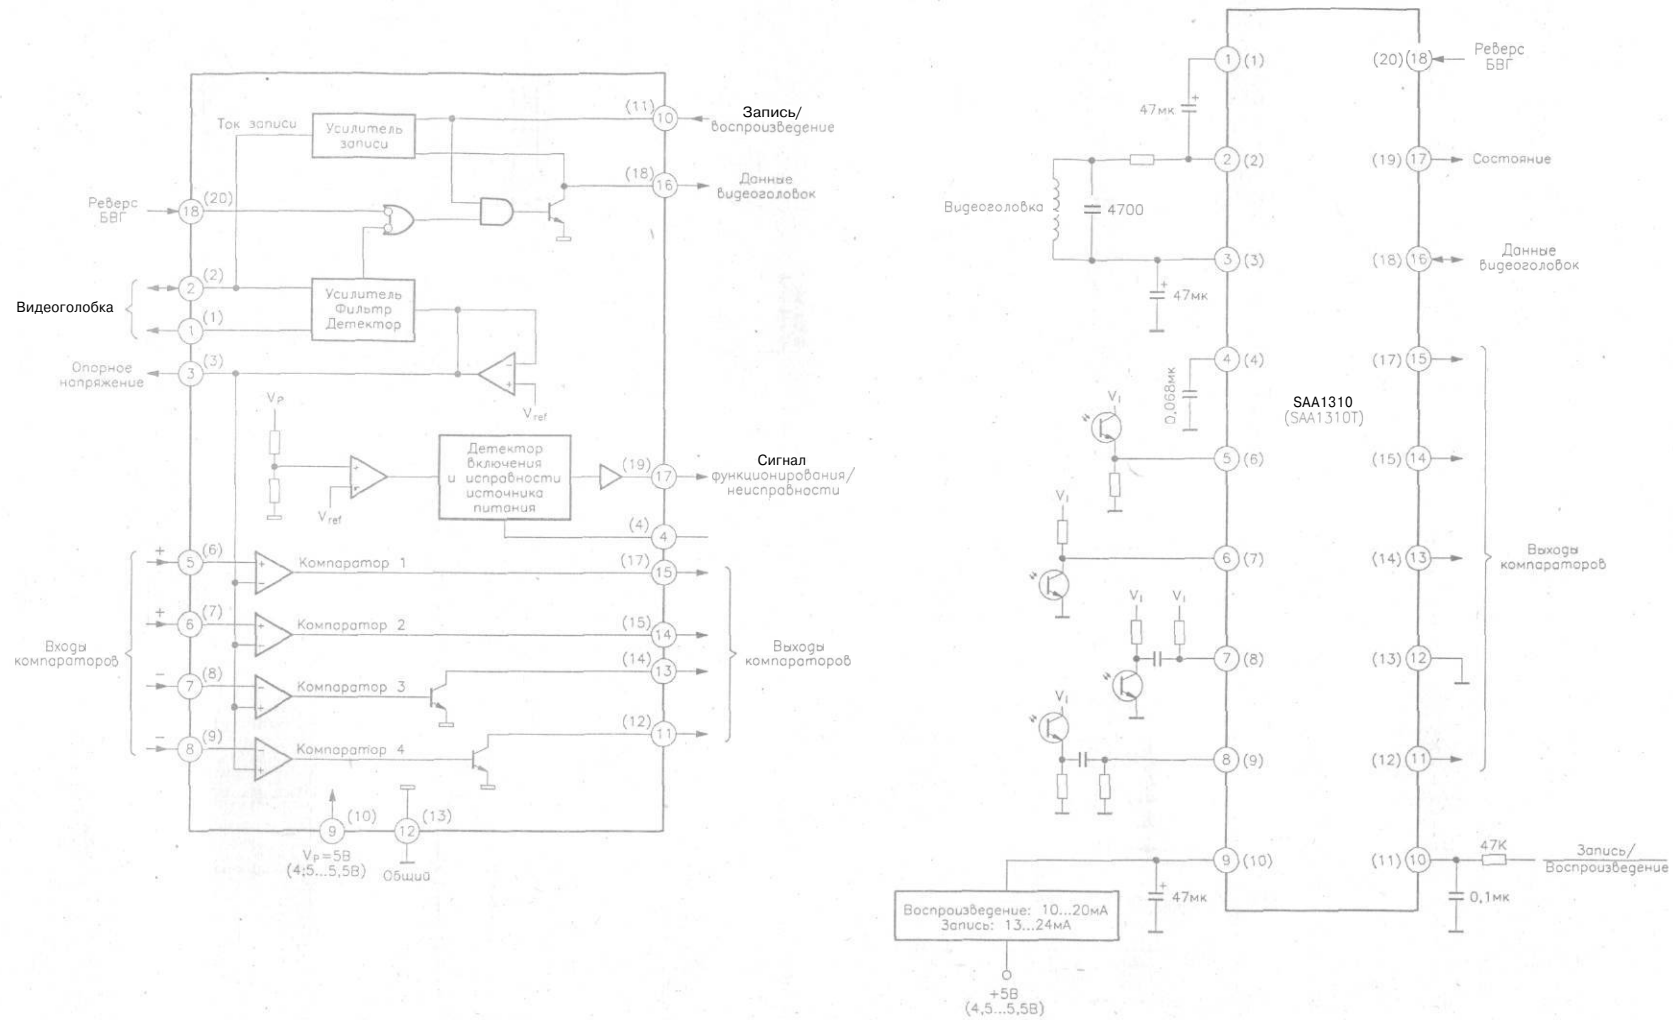 (11)
10
Запись/
воспроизведение
Ток записи
Усилитель
записи
(18)
16
Данные
видеоголовок
Реверс
БВГ
18
(20)
2
(2)
Видеоголобка
1
(1)
Усилитель
Фильтр
Детектор
Опорное
напряжение
3
(3)
Vref
VP
Vref
Детектор
включения
и исправности
источника
питания
(19)
17
Сигнал
функционирования/
неисправности
(4)
4
Входы
компараторов
+
5
(6)
Компаратор 1
(17)
15
+
6
(7)
Компаратор 2
(15)
14
(14)
13
−
7
(8)
Компаратор 3
(12)
11
−
8
(9)
Компаратор 4
Выходы
компараторов
9
(10)
12
(13)
VP=5В
(4,5...5,5В)
Общий
1
(1)
(20)
18
Реверс
БВГ
47мк
+
2
(2)
(19)
17
Состояние
Видеоголовка
4700
3
(3)
(18)
16
Данные
видеоголовок
+
47мк
4
(4)
(17)
15
0,068мк
SAA1310
(SAA1310T)
VI
5
(6)
(15)
14
VI
6
(7)
(14)
13
Выходы
компараторов
VI
VI
7
(8)
(13)
12
VI
8
(9)
(12)
11
9
(10)
(11)
10
47К
Запись/
Воспроизведение
+
47мк
0,1мк
Воспроизведение: 10...20мА
Запись: 13...24мА
+5В
(4,5...5,5В)